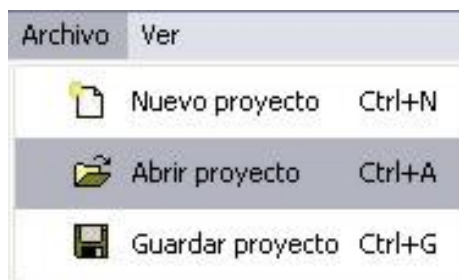 Archivo Ver
Nuevo proyecto Ctrl+N
Abrir proyecto Ctrl+A
Guardar proyecto Ctrl+G